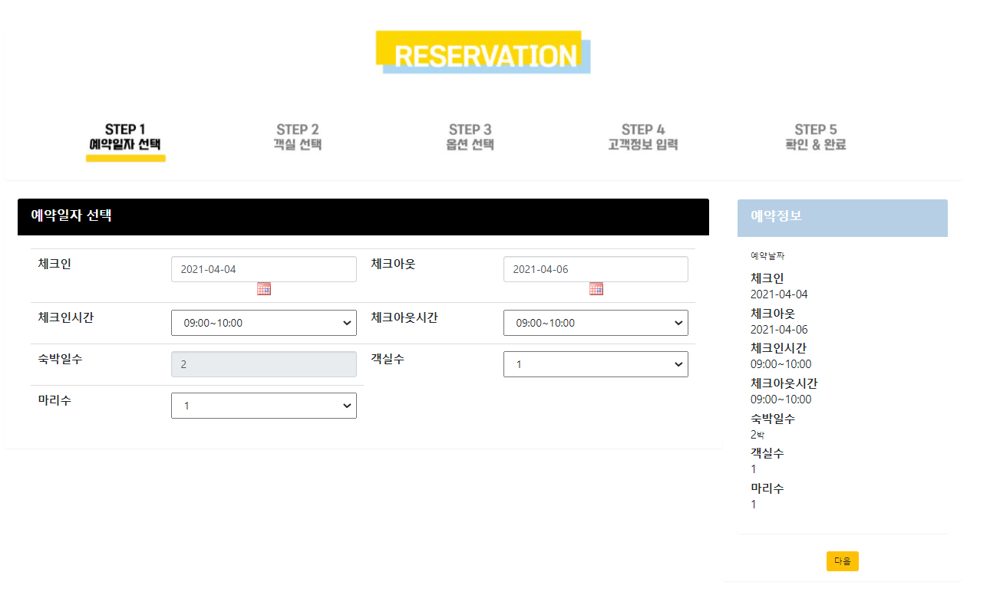 RESERVATION
STEP 1
예약일자 선택
STEP 2
객실 선택
STEP 3
옵션 선택
STEP 4
고객정보 입력
STEP 5
확인 & 완료
예약일자 선택
체크인
2021-04-04
체크아웃
2021-04-06
체크인시간
09:00~10:00
체크아웃시간
09:00~10:00
숙박일수
2
객실수
1
마리수
1
예약정보
예약날짜
체크인
2021-04-04
체크아웃
2021-04-06
체크인시간
09:00~10:00
체크아웃시간
09:00~10:00
숙박일수
2박
객실수
1
마리수
1
다음